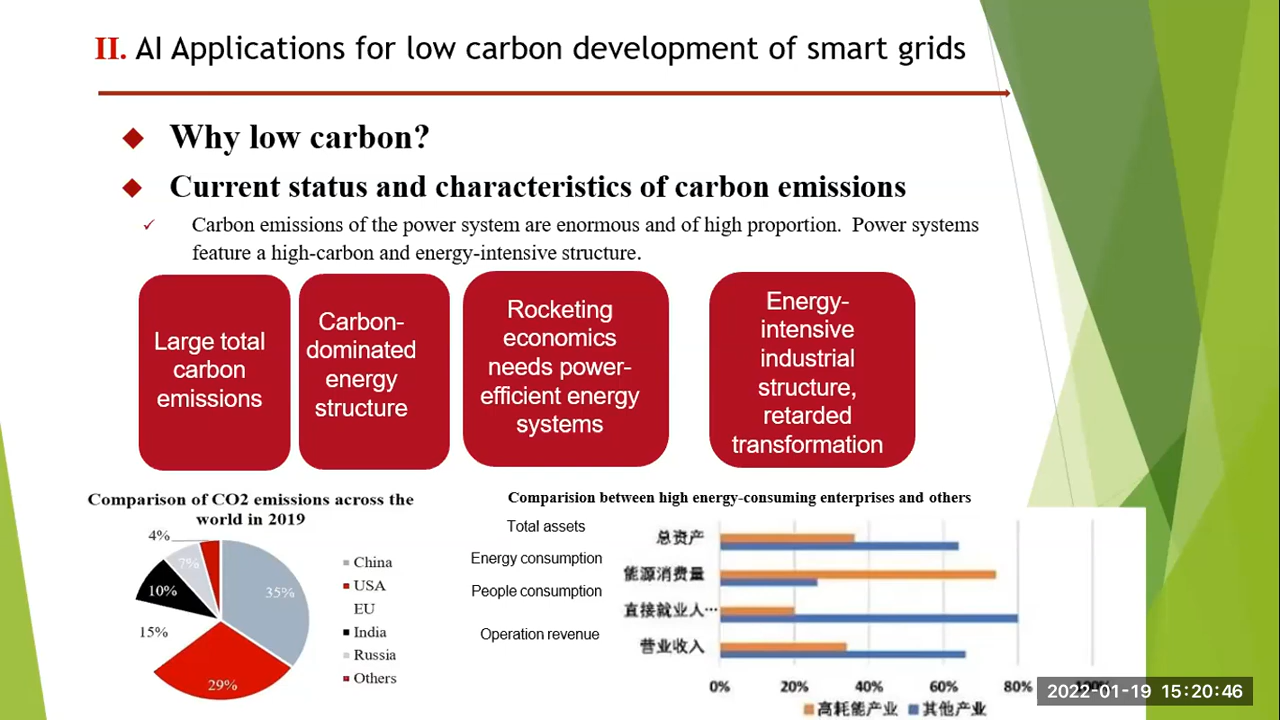 II. AI Applications for low carbon development of smart grids
Why low carbon?
Current status and characteristics of carbon emissions
Carbon emissions of the power system are enormous and of high proportion. Power systems
feature a high-carbon and energy-intensive structure.
Large total
carbon
emissions
Carbon-
dominated
energy
structure
Rocketing
economics
needs power-
efficient energy
systems
Energy-
intensive
industrial
structure,
retarded
transformation
Comparison of CO2 emissions across the
world in 2019
4%
7%
35%
10%
15%
29%
China
USA
EU
India
Russia
Others
Comparision between high energy-consuming enterprises and others
Total assets
Energy consumption
People consumption
Operation revenue
总资产
能源消费量
直接就业人…
营业收入
0% 20% 40% 60% 80% 100%
高耗能产业 其他产业
2022-01-19 15:20:46